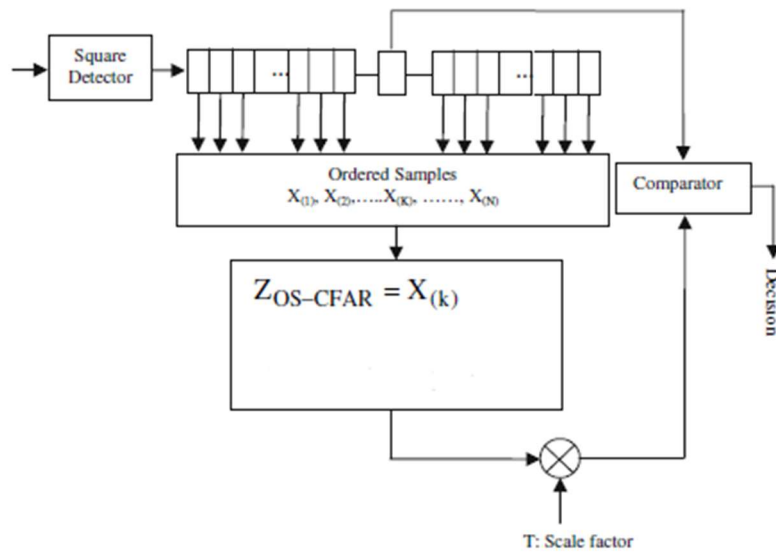 Square
Detector
...
...
Ordered Samples
X(1), X(2),.....X(K), ......, X(N)
Comparator
Decision
ZOS–CFAR = X(k)
T: Scale factor